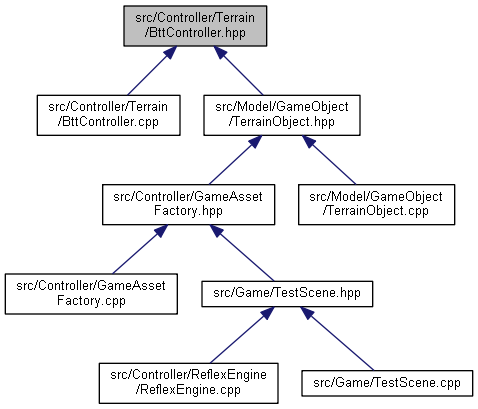 src/Controller/Terrain
/BttController.hpp
src/Controller/Terrain
/BttController.cpp
src/Model/GameObject
/TerrainObject.hpp
src/Controller/GameAsset
Factory.hpp
src/Model/GameObject
/TerrainObject.cpp
src/Controller/GameAsset
Factory.cpp
src/Game/TestScene.hpp
src/Controller/ReflexEngine
/ReflexEngine.cpp
src/Game/TestScene.cpp